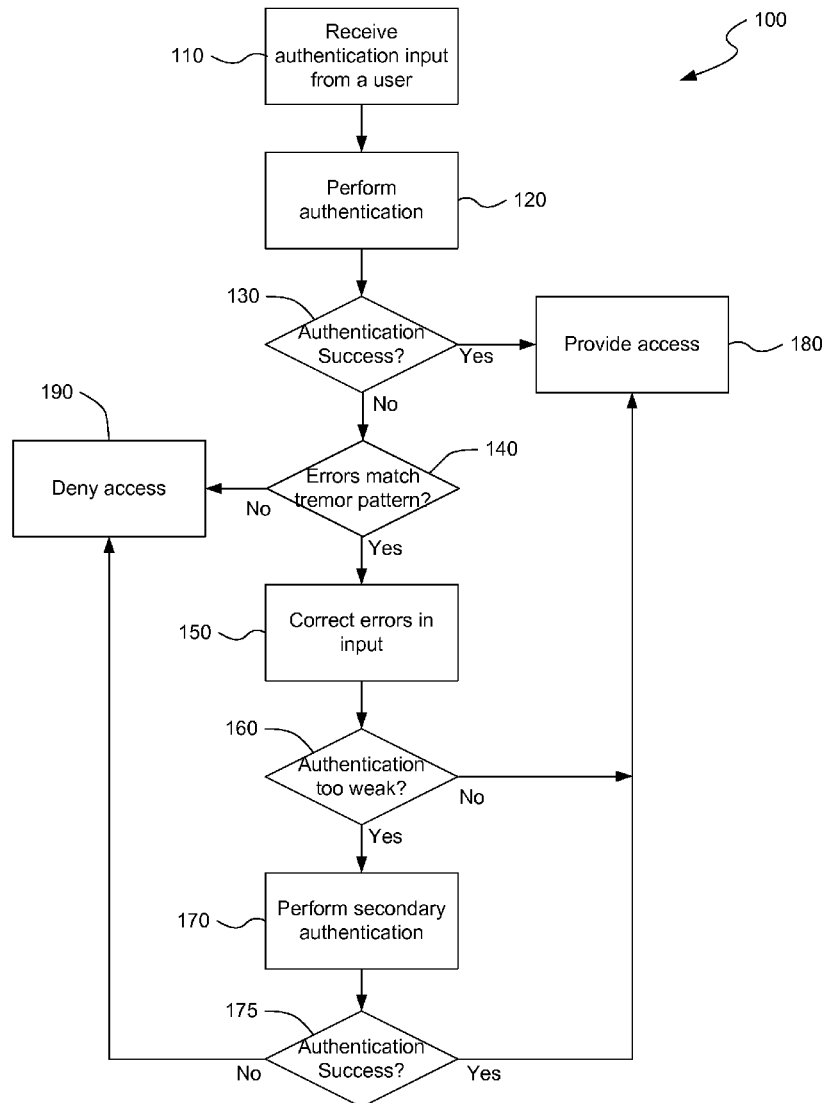 100
110
Receive
authentication input
from a user
Perform
authentication
120
130
Authentication
Success?
Yes
No
Provide access
180
190
Deny access
140
Errors match
tremor pattern?
No
Yes
150
Correct errors in
input
160
Authentication
too weak?
No
Yes
170
Perform secondary
authentication
175
Authentication
Success?
No
Yes